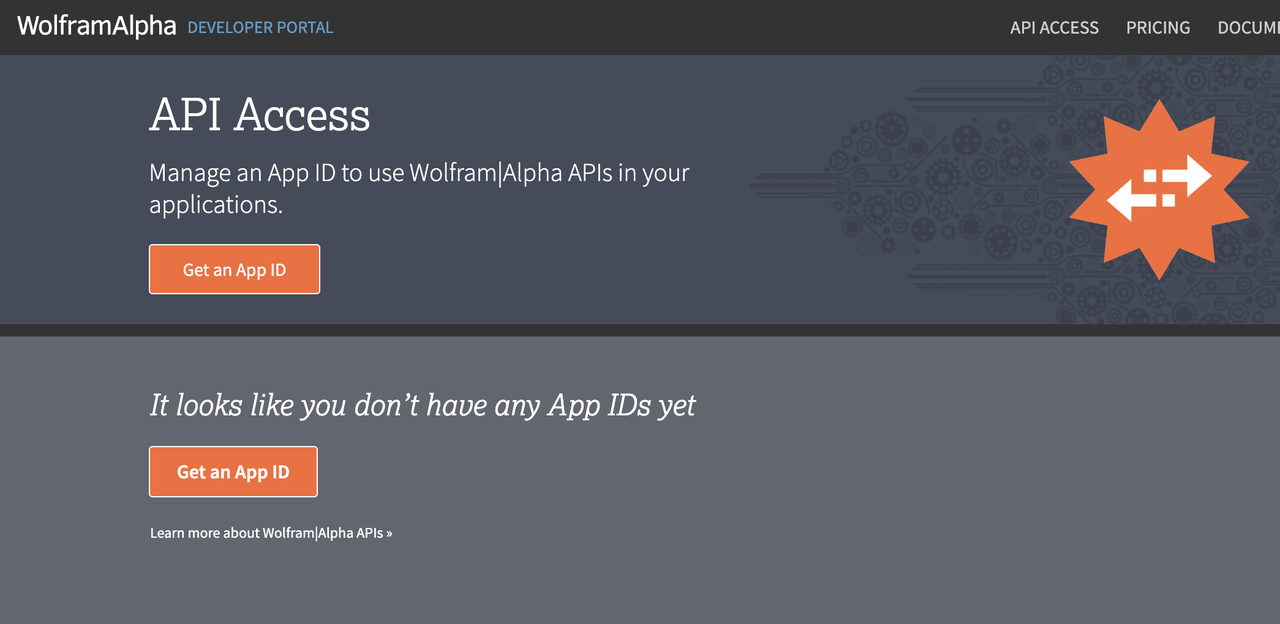 WolframAlpha DEVELOPER PORTAL API ACCESS PRICING
API Access
Manage an App ID to use Wolfram|Alpha APIs in your
applications.
Get an App ID
It looks like you don’t have any App IDs yet
Get an App ID
Learn more about Wolfram|Alpha APIs »